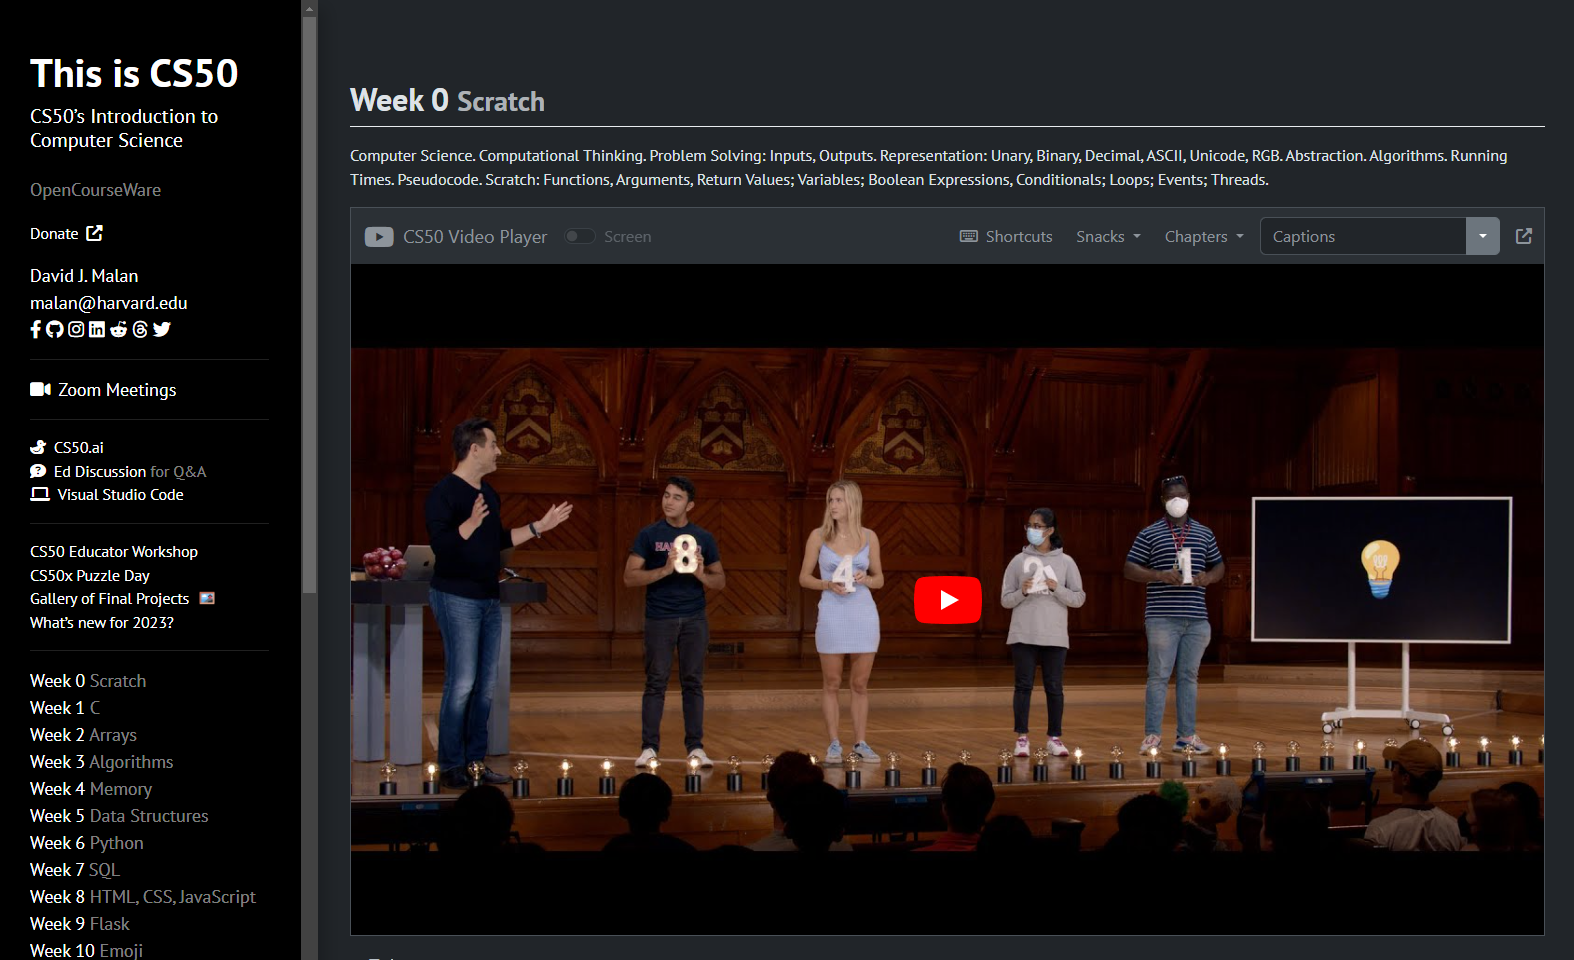 This is CS50
CS50's Introduction to
Computer Science
OpenCourseWare
Donate
David J. Malan
malan@harvard.edu
Zoom Meetings
CS50.ai
Ed Discussion for Q&A
Visual Studio Code
CS50 Educator Workshop
CS50x Puzzle Day
Gallery of Final Projects
What's new for 2023?
Week 0 Scratch
Week 1 C
Week 2 Arrays
Week 3 Algorithms
Week 4 Memory
Week 5 Data Structures
Week 6 Python
Week 7 SQL
Week 8 HTML, CSS, JavaScript
Week 9 Flask
Week 10 Emoji
Week 0 Scratch
Computer Science. Computational Thinking. Problem Solving: Inputs, Outputs. Representation: Unary, Binary, Decimal, ASCII, Unicode, RGB. Abstraction. Algorithms. Running
Times. Pseudocode. Scratch: Functions, Arguments, Return Values; Variables; Boolean Expressions, Conditionals; Loops; Events; Threads.
CS50 Video Player Screen Shortcuts Snacks Chapters Captions
8 4 2 1